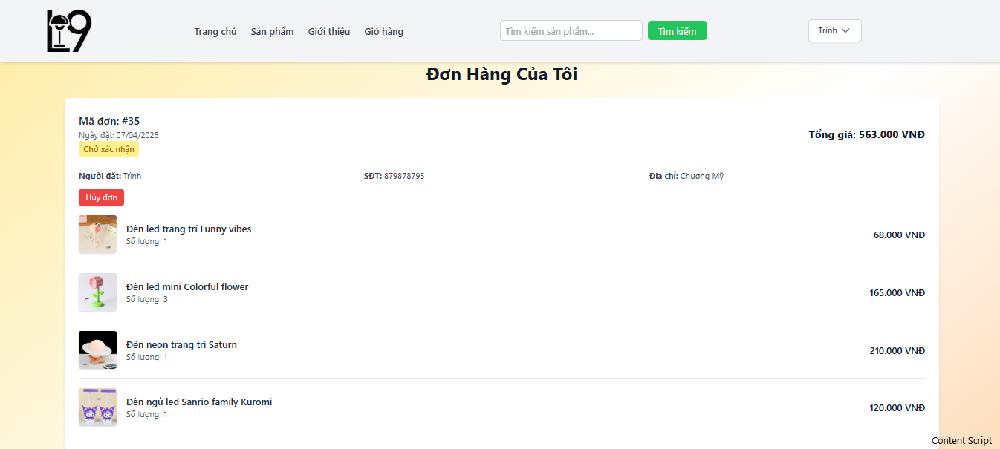 L9
Trang chủ Sản phẩm Giới thiệu Giỏ hàng Tìm kiếm sản phẩm... Tìm kiếm Trình
Đơn Hàng Của Tôi
Mã đơn: #35
Ngày đặt: 07/04/2025
Chờ xác nhận
Tổng giá: 563.000 VNĐ
Người đặt: Trình SĐT: 879878795 Địa chỉ: Chương Mỹ
Hủy đơn
Đèn led trang trí Funny vibes
Số lượng: 1
68.000 VNĐ
Đèn led mini Colorful flower
Số lượng: 3
165.000 VNĐ
Đèn neon trang trí Saturn
Số lượng: 1
210.000 VNĐ
Đèn ngủ led Sanrio family Kuromi
Số lượng: 1
120.000 VNĐ
Content Script